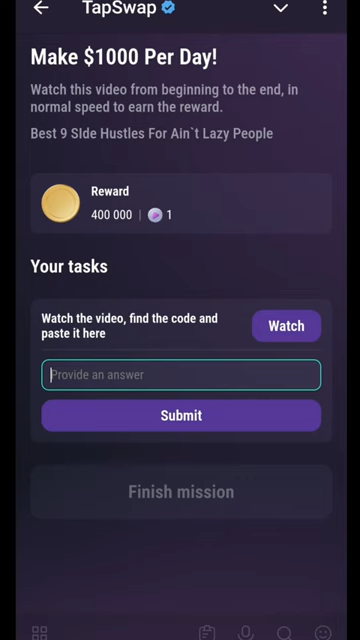 TapSwap
Make $1000 Per Day!
Watch this video from beginning to the end, in
normal speed to earn the reward.
Best 9 SIde Hustles For Ain`t Lazy People
Reward
400 000 | 1
Your tasks
Watch the video, find the code and
paste it here
Watch
Provide an answer
Submit
Finish mission